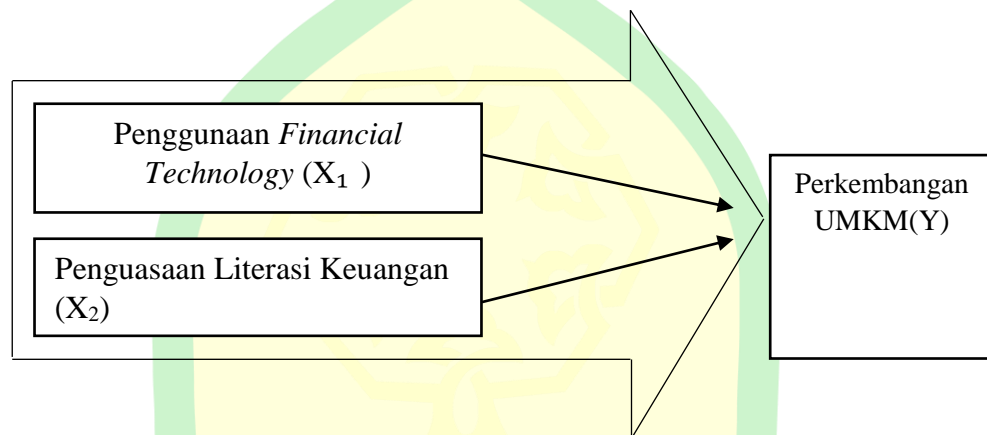 Penggunaan Financial
Technology (X₁ )
Penguasaan Literasi Keuangan
(X₂)
Perkembangan
UMKM(Y)